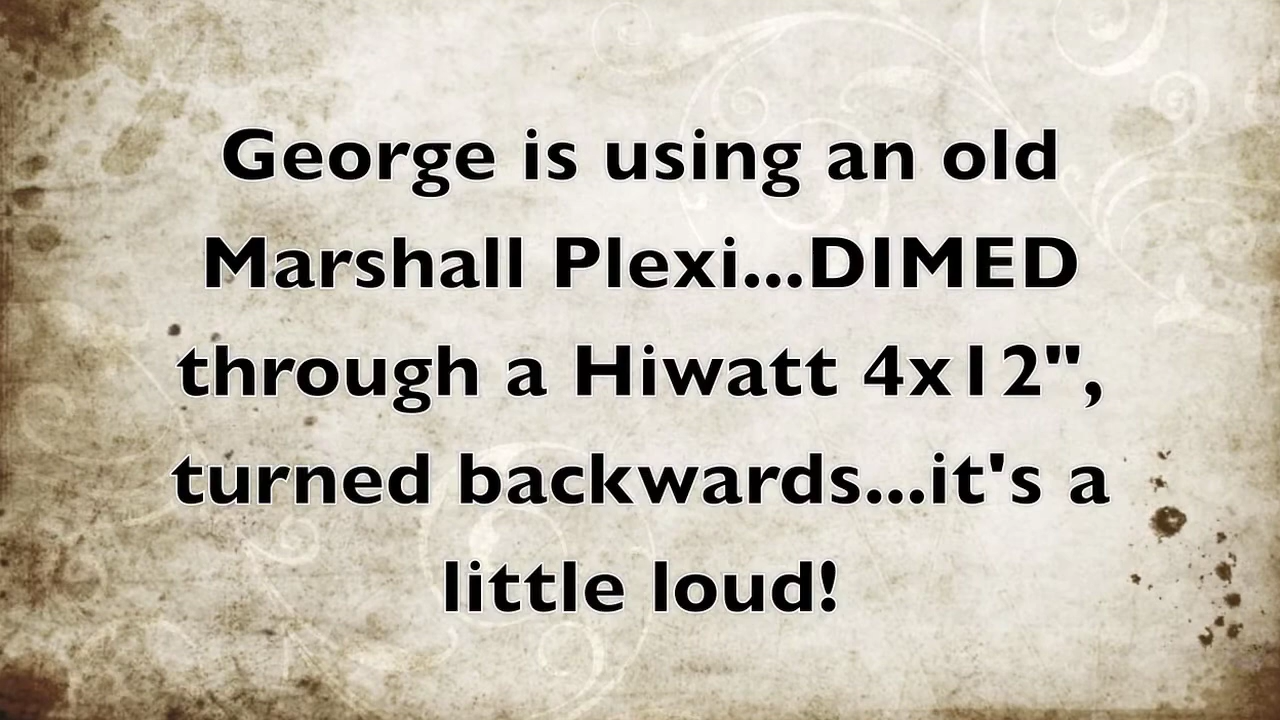 George is using an old
Marshall Plexi...DIMED
through a Hiwatt 4x12",
turned backwards...it's a
little loud!